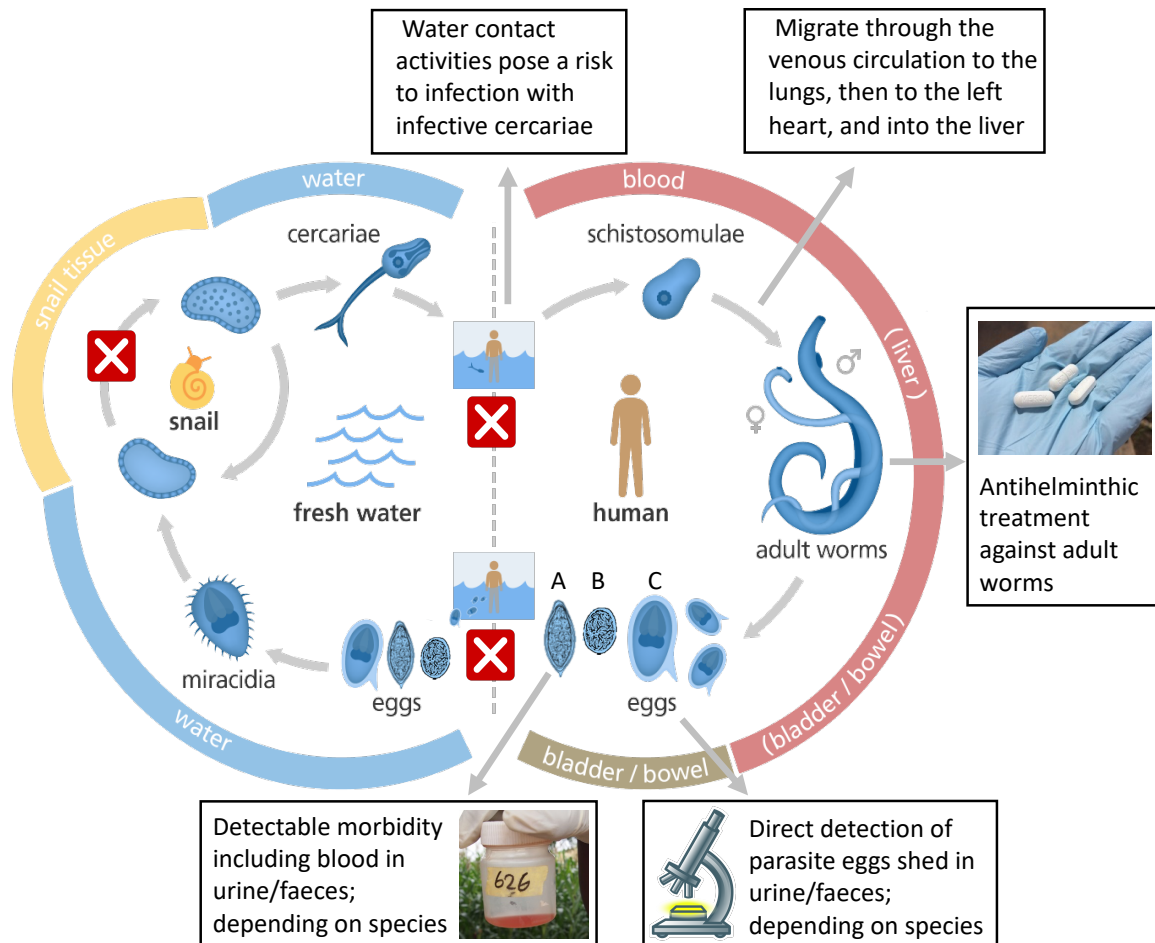 Water contact
activities pose a risk
to infection with
infective cercariae
Migrate through the
venous circulation to the
lungs, then to the left
heart, and into the liver
water
blood
snail tissue
cercariae
schistosomulae
(liver)
snail
fresh water
human
♂
♀
adult worms
Antihelminthic
treatment
against adult
worms
A
B
C
miracidia
eggs
eggs
water
bladder / bowel
(bladder / bowel)
Detectable morbidity
including blood in
urine/faeces;
depending on species
626
Direct detection of
parasite eggs shed in
urine/faeces;
depending on species